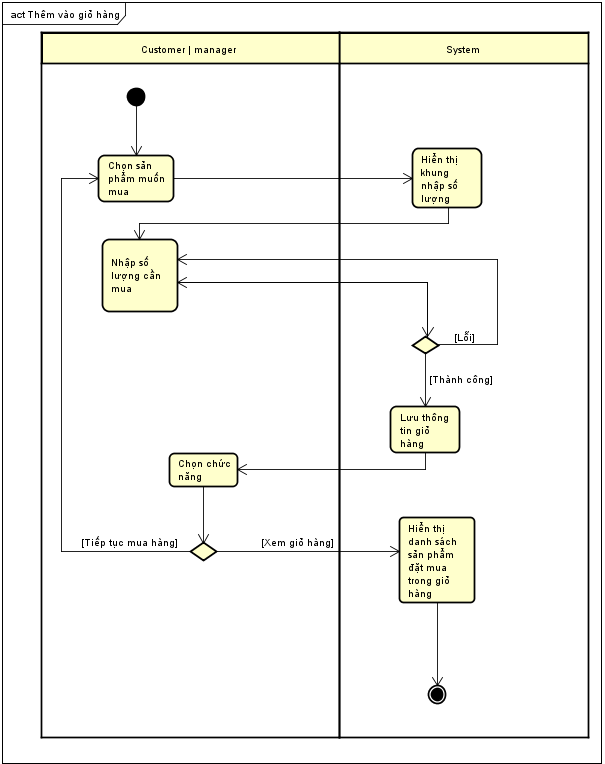 act Thêm vào giỏ hàng
Customer | manager
System
Chọn sản
phẩm muốn
mua
Hiển thị
khung
nhập số
lượng
Nhập số
lượng cần
mua
[Lỗi]
[Thành công]
Lưu thông
tin giỏ
hàng
Chọn chức
năng
[Tiếp tục mua hàng]
[Xem giỏ hàng]
Hiển thị
danh sách
sản phẩm
đặt mua
trong giỏ
hàng